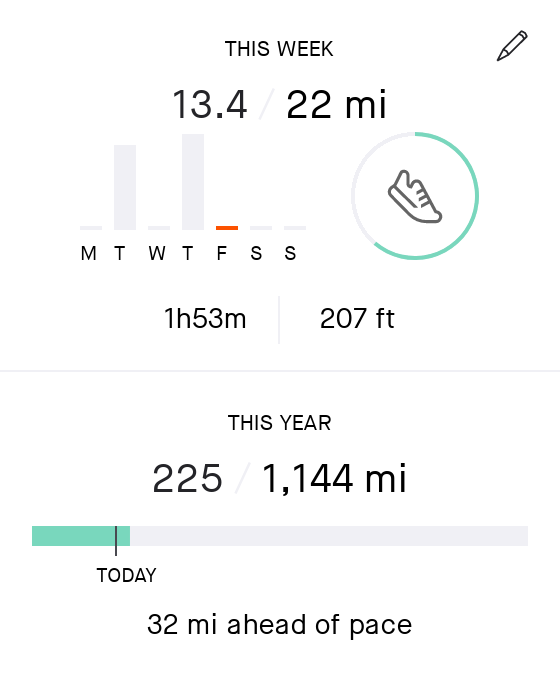 THIS WEEK
13.4 / 22 mi
M T W T F S S
1h53m 207 ft
THIS YEAR
225 / 1,144 mi
TODAY
32 mi ahead of pace